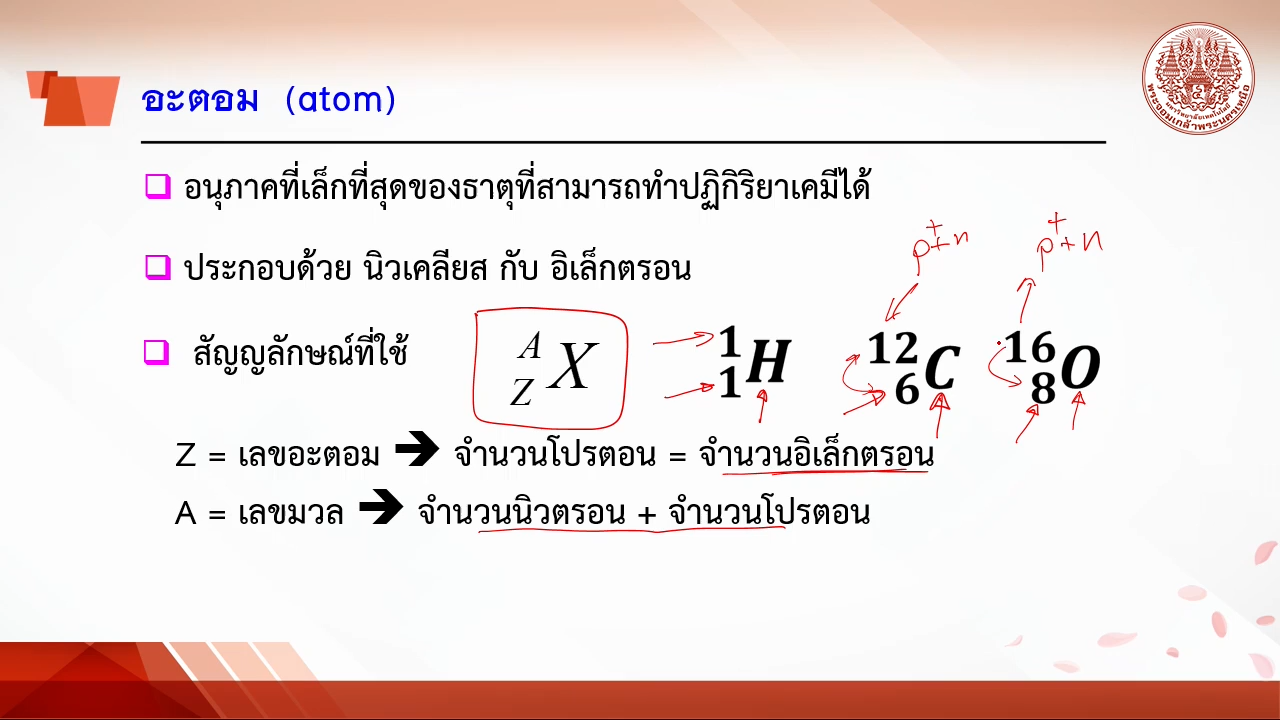 อะตอม (atom)
อนุภาคที่เล็กที่สุดของธาตุที่สามารถทำปฏิกิริยาเคมีได้
p⁺+n p⁺+n
ประกอบด้วย นิวเคลียส กับ อิเล็กตรอน
สัญญลักษณ์ที่ใช้ A Z X 1 1 H 12 6 C 16 8 O
Z = เลขอะตอม ➔ จำนวนโปรตอน = จำนวนอิเล็กตรอน
A = เลขมวล ➔ จำนวนนิวตรอน + จำนวนโปรตอน